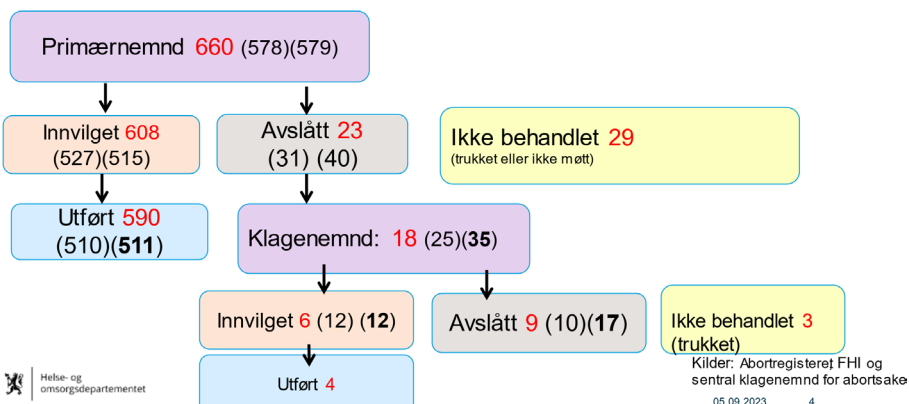 Primærnemnd 660 (578)(579)
Innvilget 608
(527)(515)
Avslått 23
(31) (40)
Ikke behandlet 29
(trukket eller ikke møtt)
Utført 590
(510)(511)
Klagenemnd: 18 (25)(35)
Innvilget 6 (12) (12)
Avslått 9 (10)(17)
Ikke behandlet 3
(trukket)
Utført 4
Kilder: Abortregisteret, FHI og
sentral klagenemnd for abortsake
Helse- og
omsorgsdepartementet
05.09.2023 4